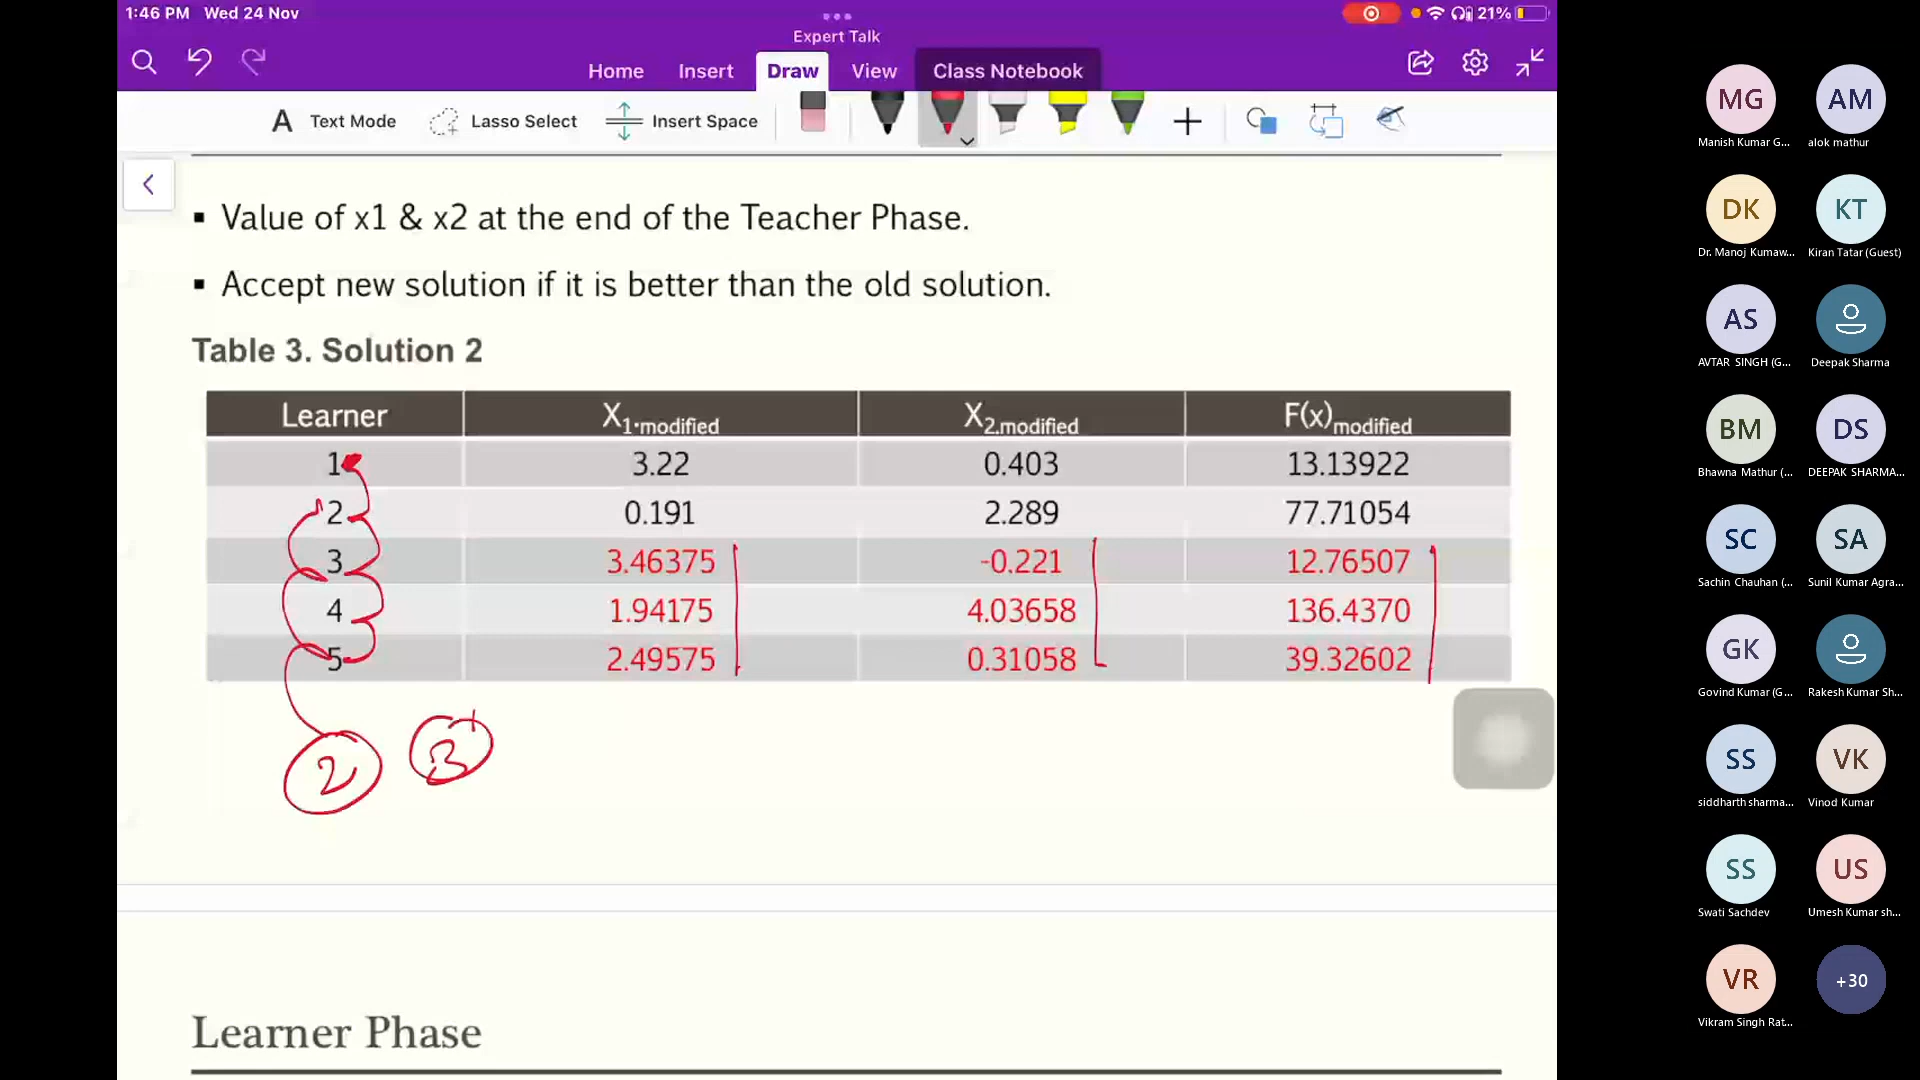 1:46 PM Wed 24 Nov
21%
Expert Talk
Home Insert Draw View Class Notebook
A Text Mode Lasso Select Insert Space
▪ Value of x1 & x2 at the end of the Teacher Phase.
▪ Accept new solution if it is better than the old solution.
Table 3. Solution 2
Learner X1.modified X2.modified F(x)modified
1 3.22 0.403 13.13922
2 0.191 2.289 77.71054
3 3.46375 -0.221 12.76507
4 1.94175 4.03658 136.4370
5 2.49575 0.31058 39.32602
2 3
Learner Phase
MG AM
Manish Kumar G... alok mathur
DK KT
Dr. Manoj Kumaw... Kiran Tatar (Guest)
AS
AVTAR SINGH (G... Deepak Sharma
BM DS
Bhawna Mathur (... DEEPAK SHARMA...
SC SA
Sachin Chauhan (... Sunil Kumar Agra...
GK
Govind Kumar (G... Rakesh Kumar Sh...
SS VK
siddharth sharma... Vinod Kumar
SS US
Swati Sachdev Umesh Kumar sh...
VR +30
Vikram Singh Rat...